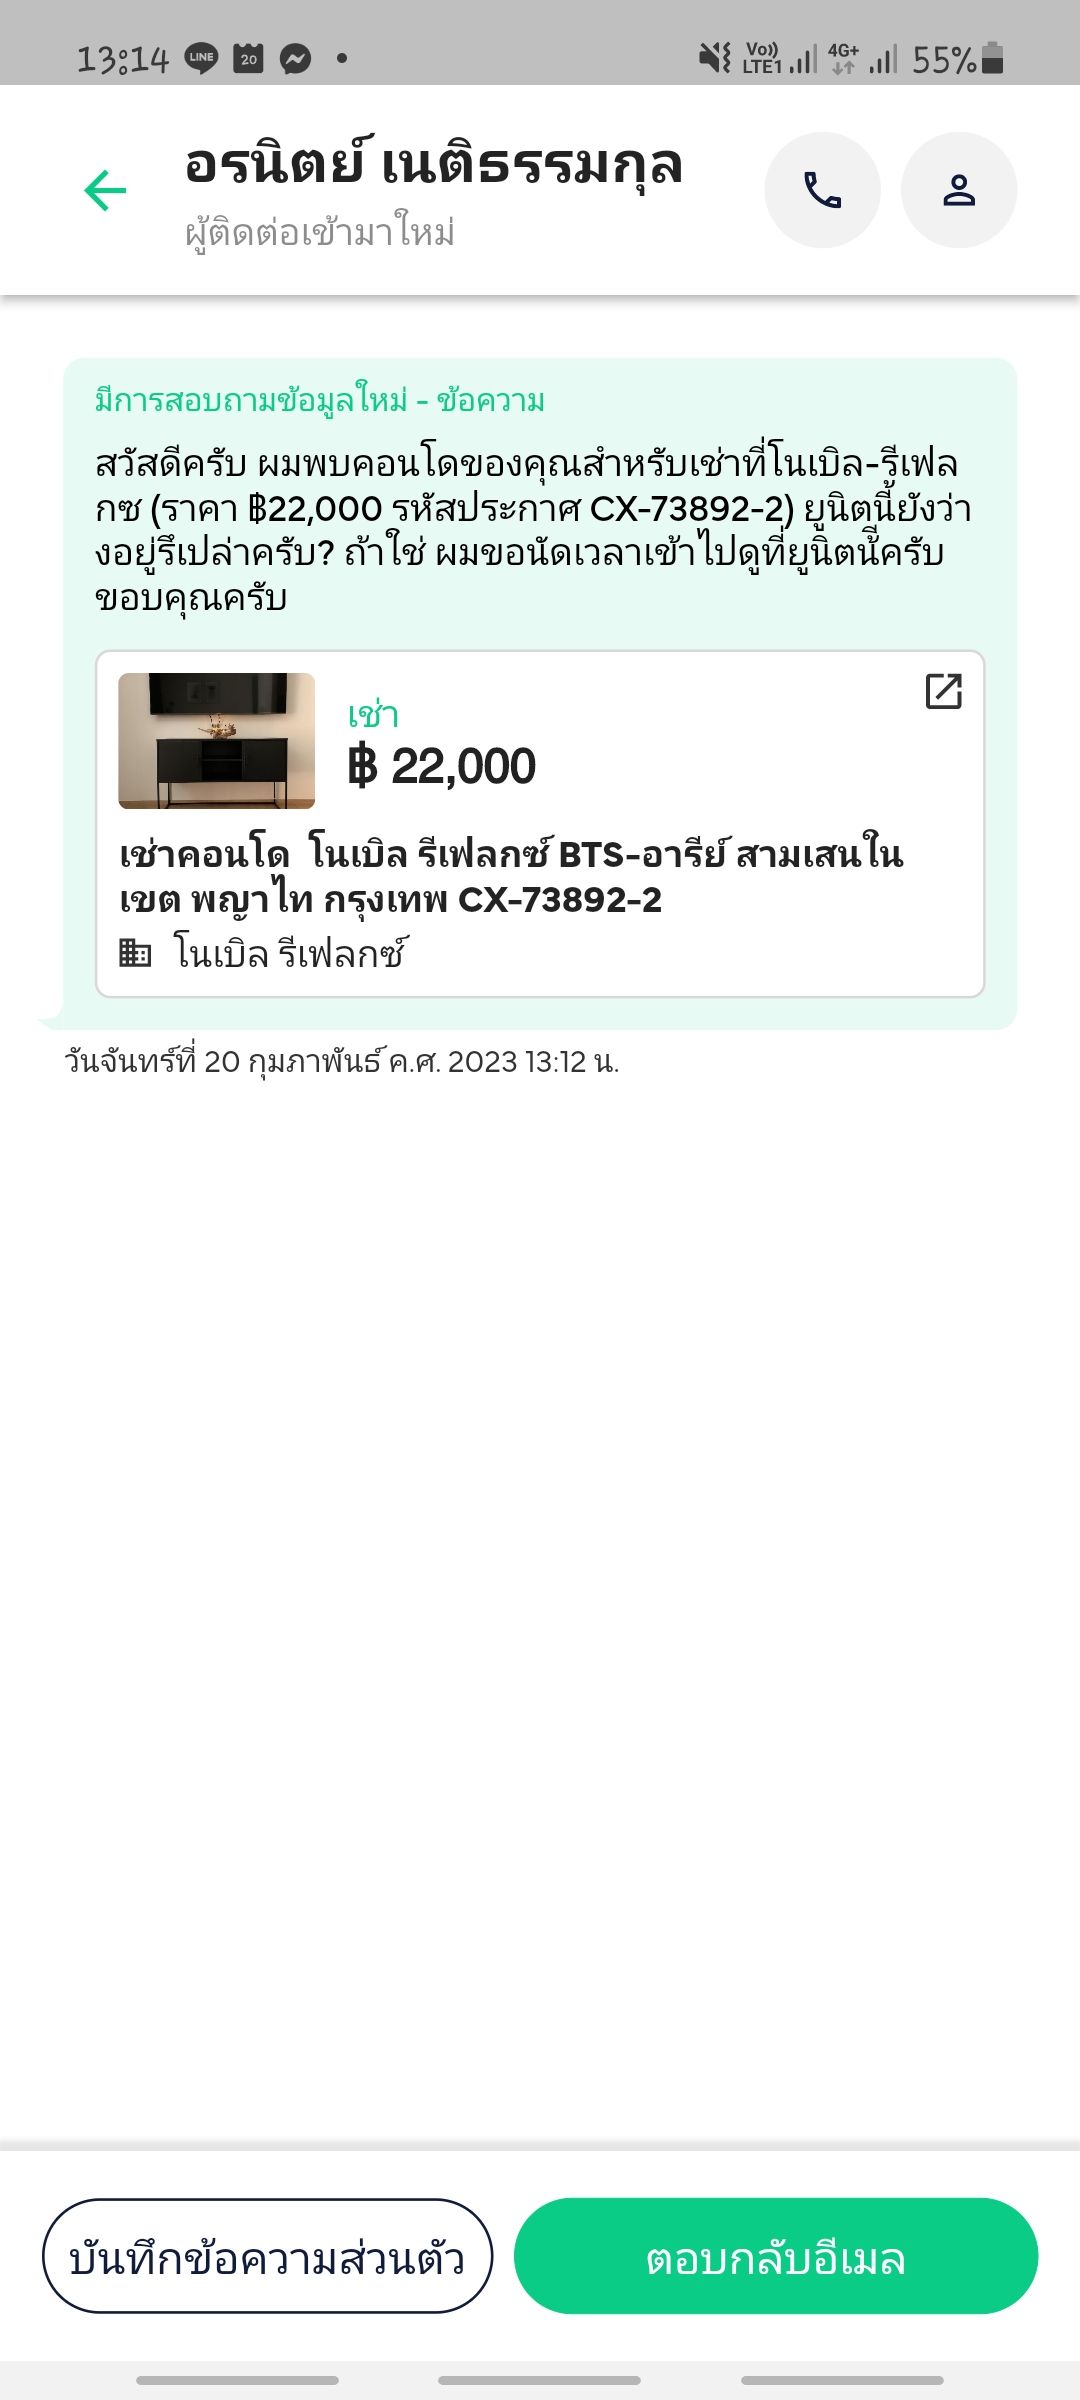 13:14 LINE 20 Vo)) LTE1 4G+ 55%
อรนิตย์ เนติธรรมกุล
ผู้ติดต่อเข้ามาใหม่
มีการสอบถามข้อมูลใหม่ - ข้อความ
สวัสดีครับ ผมพบคอนโดของคุณสำหรับเช่าที่โนเบิล-รีเฟล
กซ (ราคา ฿22,000 รหัสประกาศ CX-73892-2) ยูนิตนี้ยังว่า
งอยู่รึเปล่าครับ? ถ้าใช่ ผมขอนัดเวลาเข้าไปดูที่ยูนิตนี้ครับ
ขอบคุณครับ
เช่า
฿ 22,000
เช่าคอนโด โนเบิล รีเฟลกซ์ BTS-อารีย์ สามเสนใน
เขต พญาไท กรุงเทพ CX-73892-2
โนเบิล รีเฟลกซ์
วันจันทร์ที่ 20 กุมภาพันธ์ ค.ศ. 2023 13:12 น.
บันทึกข้อความส่วนตัว
ตอบกลับอีเมล